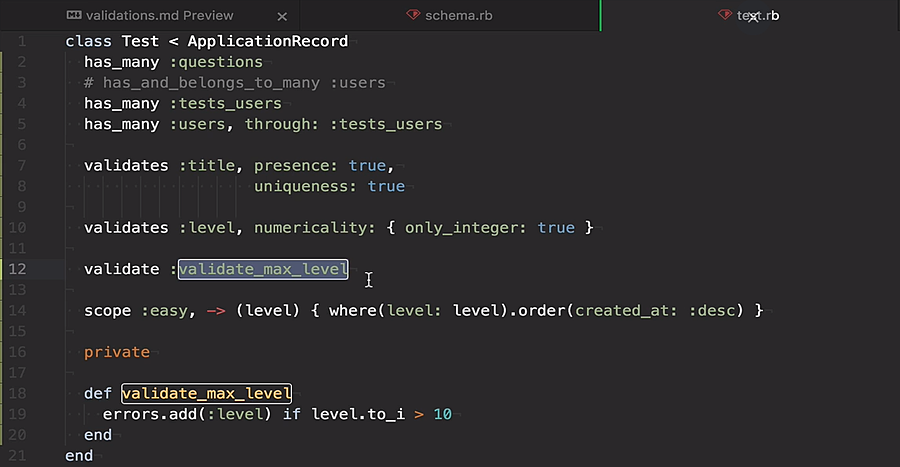 validations.md Preview
schema.rb
test.rb
1 class Test < ApplicationRecord
2 has_many :questions
3 # has_and_belongs_to_many :users
4 has_many :tests_users
5 has_many :users, through: :tests_users
6
7 validates :title, presence: true,
8 uniqueness: true
9
10 validates :level, numericality: { only_integer: true }
11
12 validate :validate_max_level
13
14 scope :easy, -> (level) { where(level: level).order(created_at: :desc) }
15
16 private
17
18 def validate_max_level
19 errors.add(:level) if level.to_i > 10
20 end
21 end